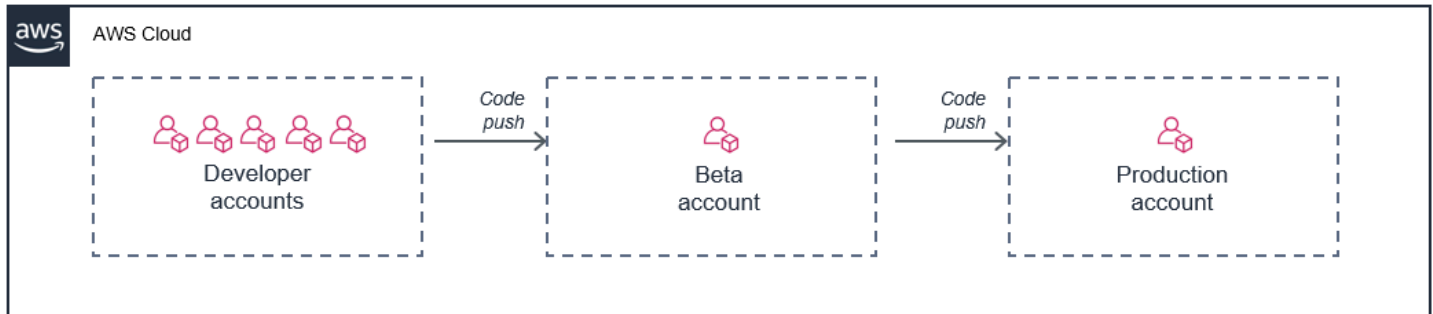 aws
AWS Cloud
Code
push
Code
push
Developer
accounts
Beta
account
Production
account